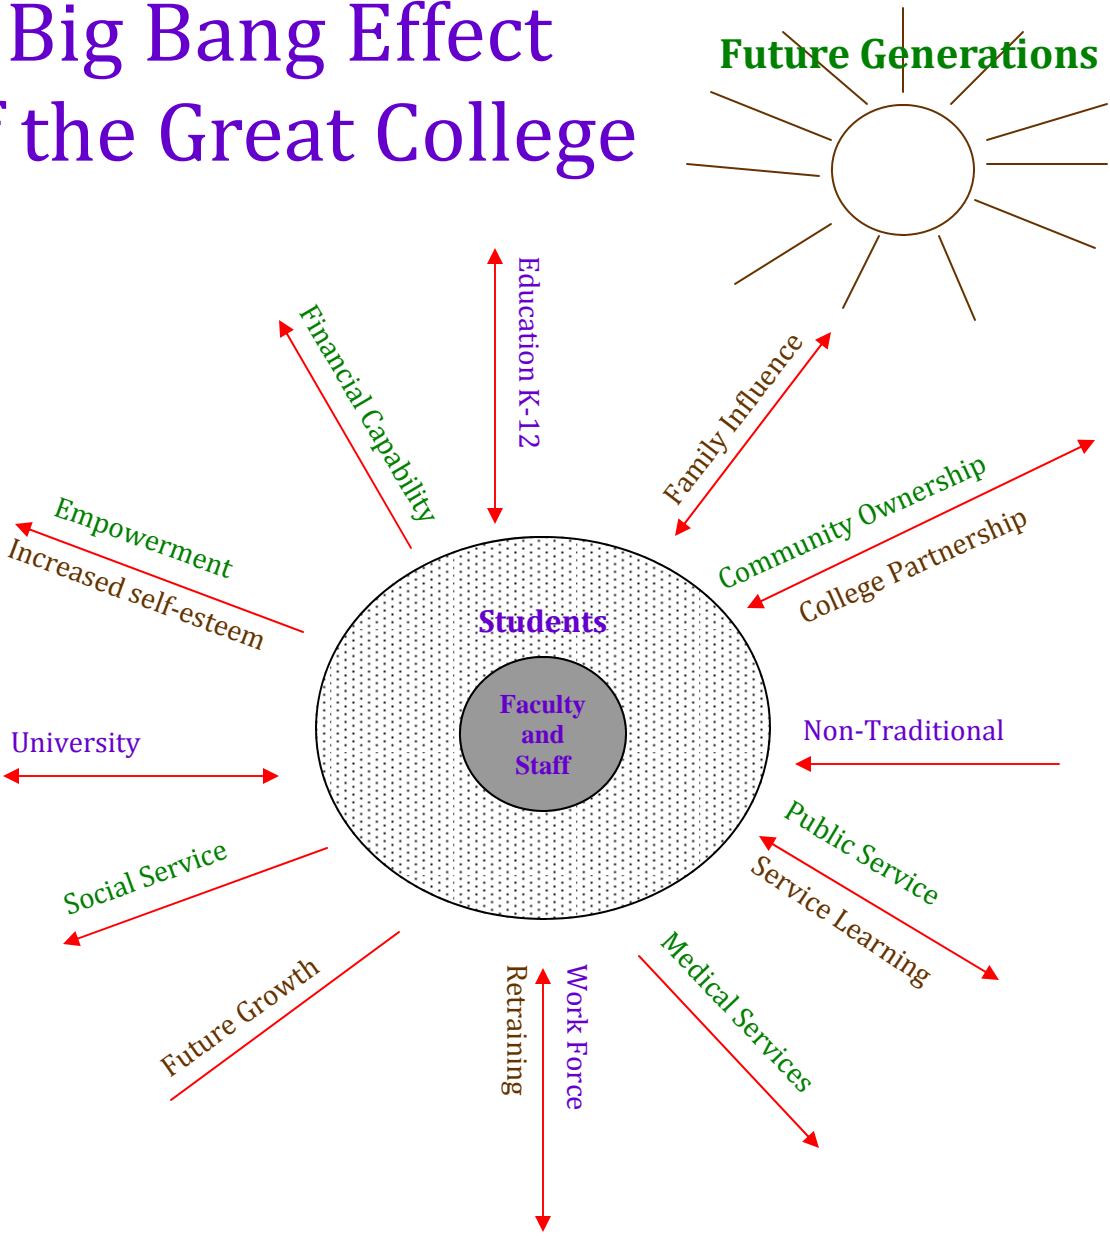 Big Bang Effect
f the Great College
Future Generations
Education K-12
Financial Capability
Family Influence
Community Ownership
College Partnership
Empowerment
Increased self-esteem
Students
Faculty
and
Staff
University
Non-Traditional
Public Service
Service Learning
Social Service
Future Growth
Retraining
Work Force
Medical Services